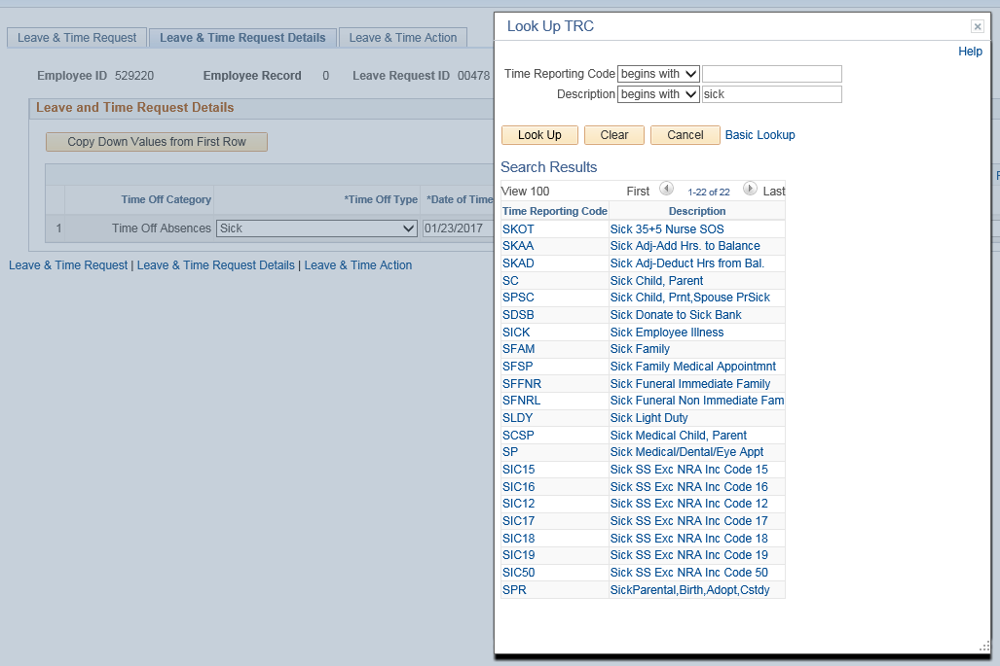 Leave & Time Request
Leave & Time Request Details
Leave & Time Action
Employee ID 529220 Employee Record 0 Leave Request ID 00478
Leave and Time Request Details
Copy Down Values from First Row
Time Off Category *Time Off Type *Date of Time
1 Time Off Absences Sick 01/23/2017
Leave & Time Request | Leave & Time Request Details | Leave & Time Action
Look Up TRC
Help
Time Reporting Code begins with
Description begins with sick
Look Up Clear Cancel Basic Lookup
Search Results
View 100 First 1-22 of 22 Last
Time Reporting Code Description
SKOT Sick 35+5 Nurse SOS
SKAA Sick Adj-Add Hrs. to Balance
SKAD Sick Adj-Deduct Hrs from Bal.
SC Sick Child, Parent
SPSC Sick Child, Prnt,Spouse PrSick
SDSB Sick Donate to Sick Bank
SICK Sick Employee Illness
SFAM Sick Family
SFSP Sick Family Medical Appointmnt
SFFNR Sick Funeral Immediate Family
SFNRL Sick Funeral Non Immediate Fam
SLDY Sick Light Duty
SCSP Sick Medical Child, Parent
SP Sick Medical/Dental/Eye Appt
SIC15 Sick SS Exc NRA Inc Code 15
SIC16 Sick SS Exc NRA Inc Code 16
SIC12 Sick SS Exc NRA Inc Code 12
SIC17 Sick SS Exc NRA Inc Code 17
SIC18 Sick SS Exc NRA Inc Code 18
SIC19 Sick SS Exc NRA Inc Code 19
SIC50 Sick SS Exc NRA Inc Code 50
SPR SickParental,Birth,Adopt,Cstdy